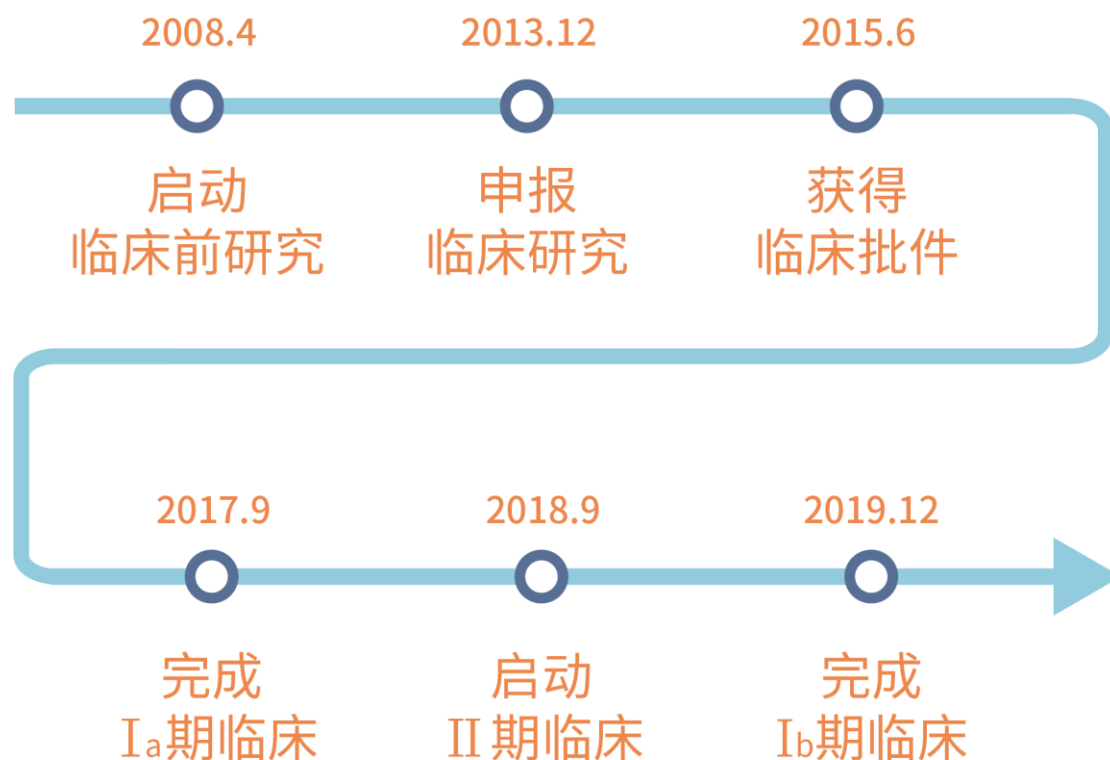 2008.4
2013.12
2015.6
启动
临床前研究
申报
临床研究
获得
临床批件
2017.9
2018.9
2019.12
完成
Ⅰa期临床
启动
Ⅱ期临床
完成
Ⅰb期临床